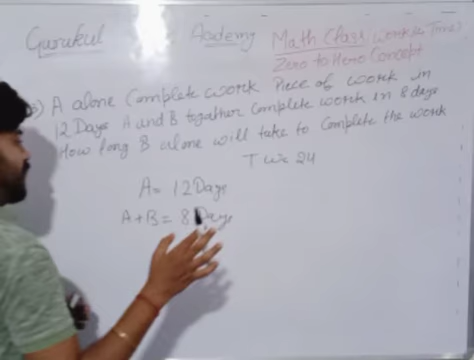 Gurukul Academy Math Class (work & Time)
Zero to Hero Concept
A alone Complete work Piece of work in
12 Days A and B together Complete work in 8 days
How long B alone will take to Complete the work
T W= 24
A= 12 Days
A+B= 8 Days